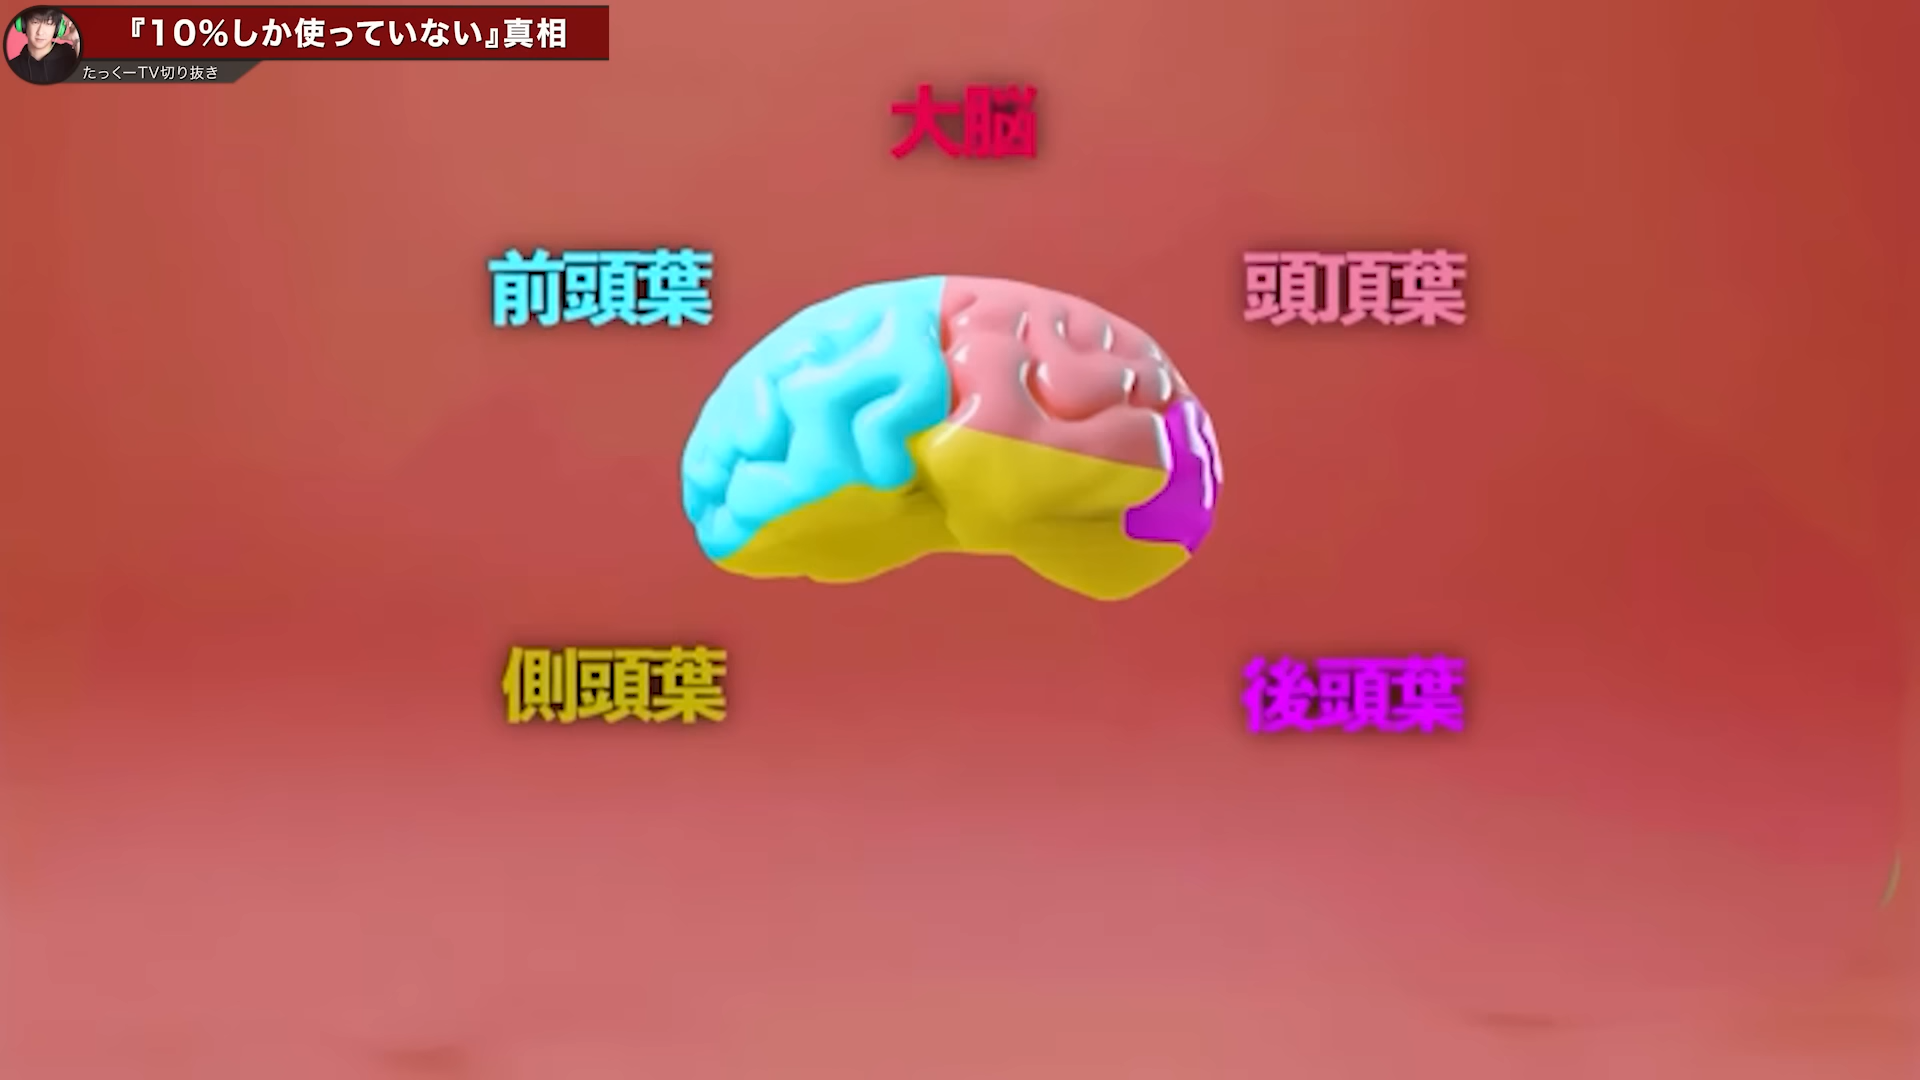 『10%しか使っていない』真相
たっくーTV切り抜き
大脳
前頭葉
頭頂葉
側頭葉
後頭葉